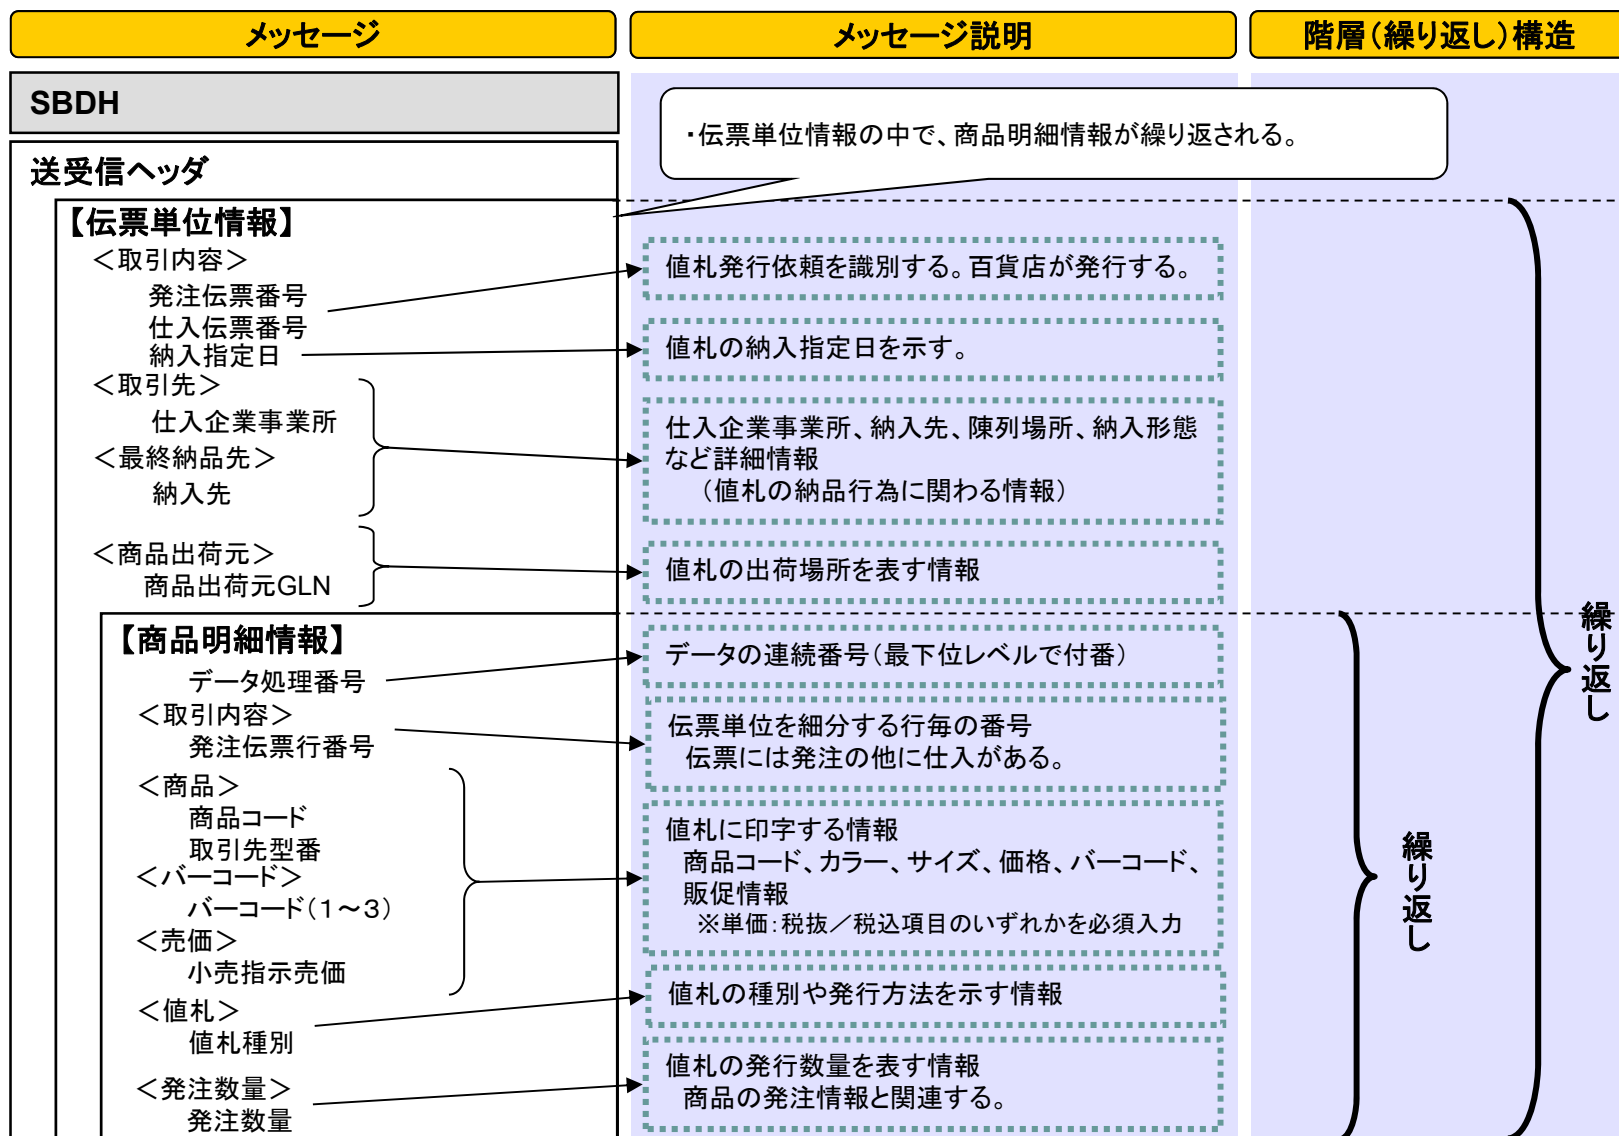 メッセージ
メッセージ説明
階層(繰り返し)構造
SBDH
・伝票単位情報の中で、商品明細情報が繰り返される。
送受信ヘッダ
【伝票単位情報】
＜取引内容＞
発注伝票番号
仕入伝票番号
納入指定日
＜取引先＞
仕入企業事業所
＜最終納品先＞
納入先
＜商品出荷元＞
商品出荷元GLN
値札発行依頼を識別する。百貨店が発行する。
値札の納入指定日を示す。
仕入企業事業所、納入先、陳列場所、納入形態
など詳細情報
（値札の納品行為に関わる情報）
値札の出荷場所を表す情報
【商品明細情報】
データ処理番号
＜取引内容＞
発注伝票行番号
＜商品＞
商品コード
取引先型番
＜バーコード＞
バーコード（１～３）
＜売価＞
小売指示売価
＜値札＞
値札種別
＜発注数量＞
発注数量
データの連続番号（最下位レベルで付番）
伝票単位を細分する行毎の番号
伝票には発注の他に仕入がある。
値札に印字する情報
商品コード、カラー、サイズ、価格、バーコード、
販促情報
※単価：税抜／税込項目のいずれかを必須入力
値札の種別や発行方法を示す情報
値札の発行数量を表す情報
商品の発注情報と関連する。
繰り返し
繰り返し